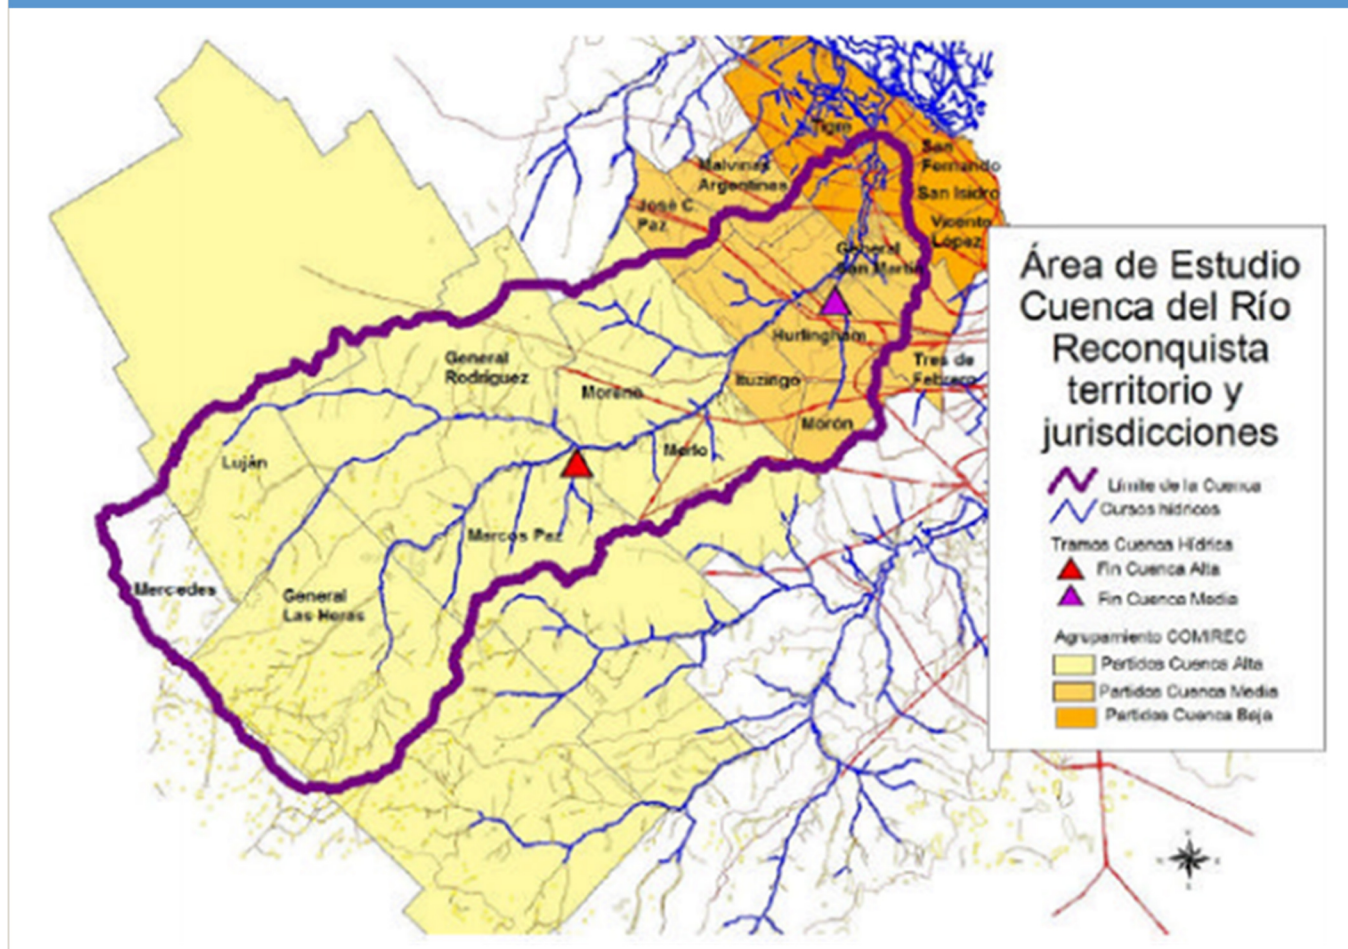 Tigre
San
Fernando
Malvinas
Argentinas
San Isidro
José C.
Paz
Vicente
López
General
San Martín
Hurlingham
General
Rodríguez
Moreno
Ituzingo
Tres de
Febrero
Morón
Merlo
Luján
Marcos Paz
Mercedes
General
Las Heras
Área de Estudio
Cuenca del Río
Reconquista
territorio y
jurisdicciones
Límite de la Cuenca
Cursos hídricos
Tramos Cuenca Hídrica
Fin Cuenca Alta
Fin Cuenca Media
Agrupamiento COMIREC
Partidos Cuenca Alta
Partidos Cuenca Media
Partidos Cuenca Baja